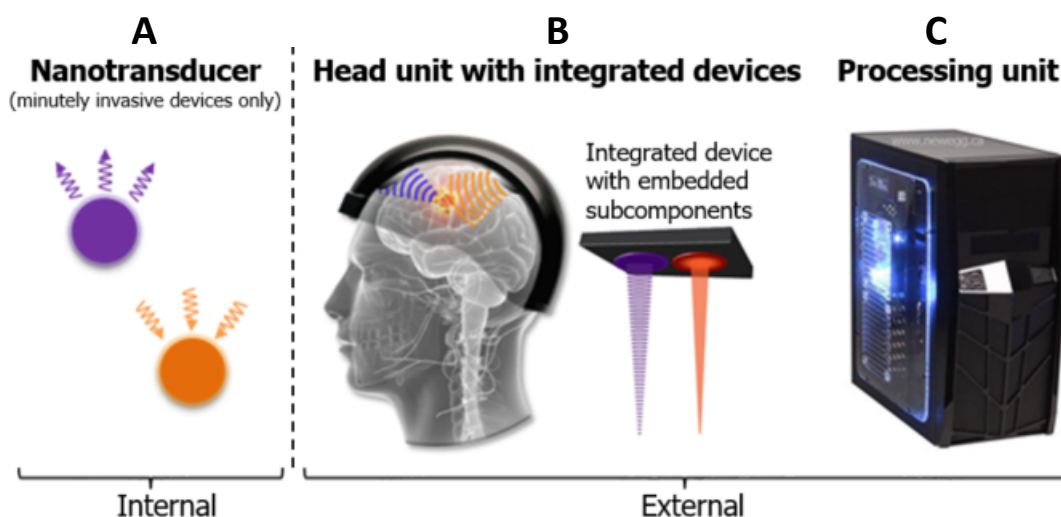 A
B
C
Nanotransducer
(minutely invasive devices only)
Head unit with integrated devices
Processing unit
www.newegg.ca
Integrated device
with embedded
subcomponents
Internal
External